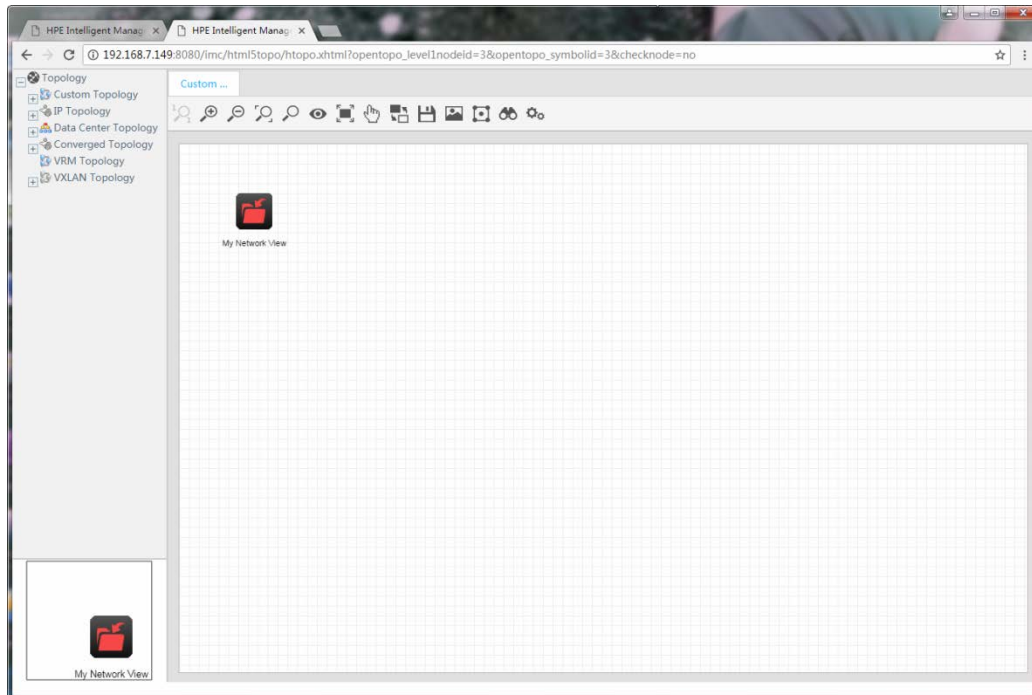 HPE Intelligent Manag
HPE Intelligent Manag
192.168.7.149:8080/imc/html5topo/htopo.xhtml?opentopo_level1nodeid=3&opentopo_symbolid=3&checknode=no
Topology
Custom Topology
IP Topology
Data Center Topology
Converged Topology
VRM Topology
VXLAN Topology
Custom ...
My Network View
My Network View